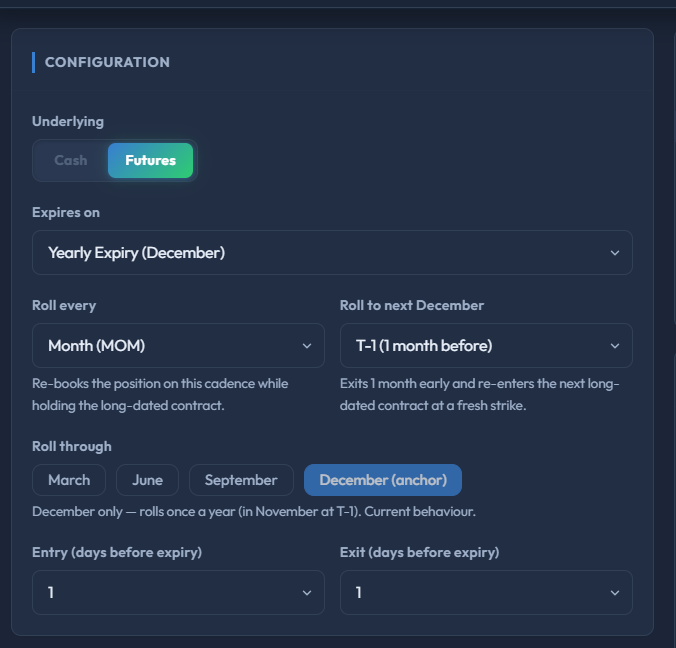 CONFIGURATION
Underlying
Cash Futures
Expires on
Yearly Expiry (December)
Roll every Roll to next December
Month (MOM) T-1 (1 month before)
Re-books the position on this cadence while
holding the long-dated contract.
Exits 1 month early and re-enters the next long-
dated contract at a fresh strike.
Roll through
March June September December (anchor)
December only — rolls once a year (in November at T-1). Current behaviour.
Entry (days before expiry) Exit (days before expiry)
1 1